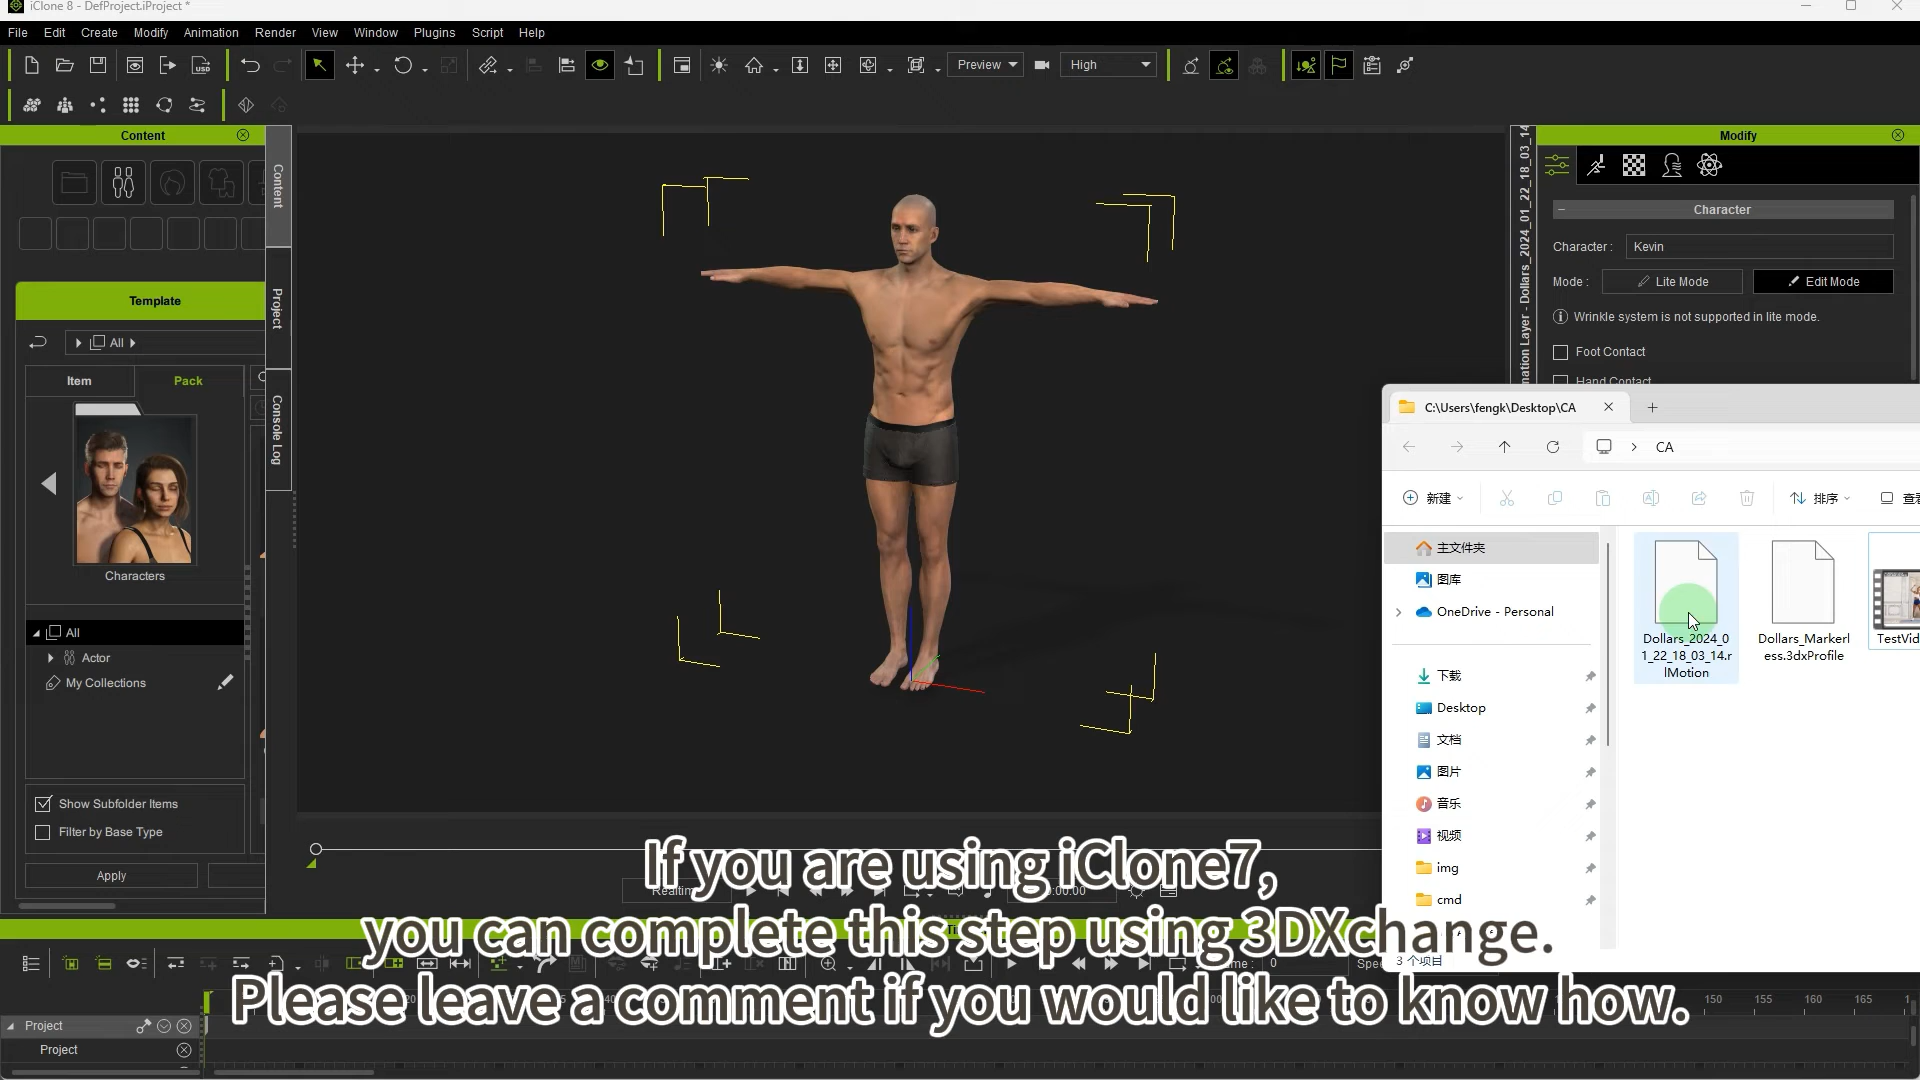 iClone 8 - DefProject.iProject *
File Edit Create Modify Animation Render View Window Plugins Script Help
Preview
High
Content
Modify
Content
Project
Console Log
Template
All
Item
Pack
Characters
All
Actor
My Collections
Show Subfolder Items
Filter by Base Type
Apply
Dollars_2024_01_22_18_03_14
Character
Character : Kevin
Mode : Lite Mode Edit Mode
Wrinkle system is not supported in lite mode.
Foot Contact
Hand Contact
C:\Users\fengk\Desktop\CA
CA
新建
排序
主文件夹
图库
OneDrive - Personal
下载
Desktop
文档
图片
音乐
视频
img
cmd
3 个项目
Dollars_2024_0
1_22_18_03_14.r
lMotion
Dollars_Markerl
ess.3dxProfile
TestVid
If you are using iClone7,
you can complete this step using 3DXchange.
Please leave a comment if you would like to know how.
Realtim
150 155 160 165
Project
Project